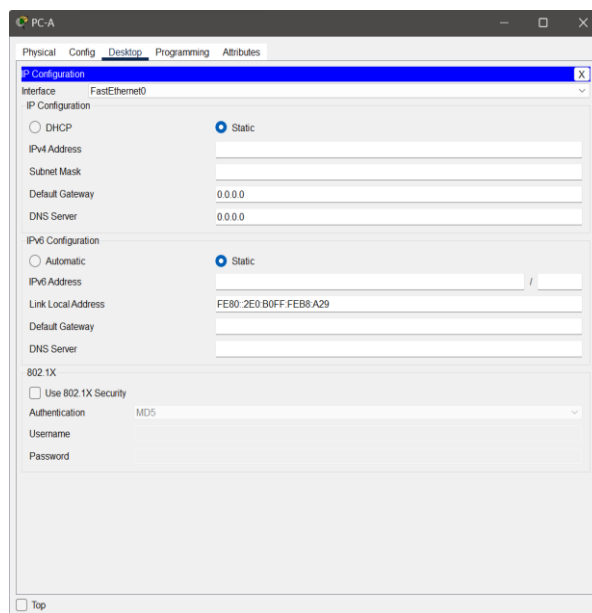 PC-A
Physical Config Desktop Programming Attributes
IP Configuration X
Interface FastEthernet0
IP Configuration
DHCP Static
IPv4 Address
Subnet Mask
Default Gateway 0.0.0.0
DNS Server 0.0.0.0
IPv6 Configuration
Automatic Static
IPv6 Address /
Link Local Address FE80::2E0:B0FF:FEB8:A29
Default Gateway
DNS Server
802.1X
Use 802.1X Security
Authentication MD5
Username
Password
Top